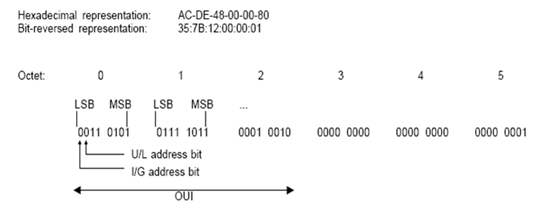 Hexadecimal representation: AC-DE-48-00-00-80
Bit-reversed representation: 35:7B:12:00:00:01
Octet: 0 1 2 3 4 5
LSB MSB LSB MSB ...
0011 0101 0111 1011 0001 0010 0000 0000 0000 0000 0000 0001
U/L address bit
I/G address bit
OUI